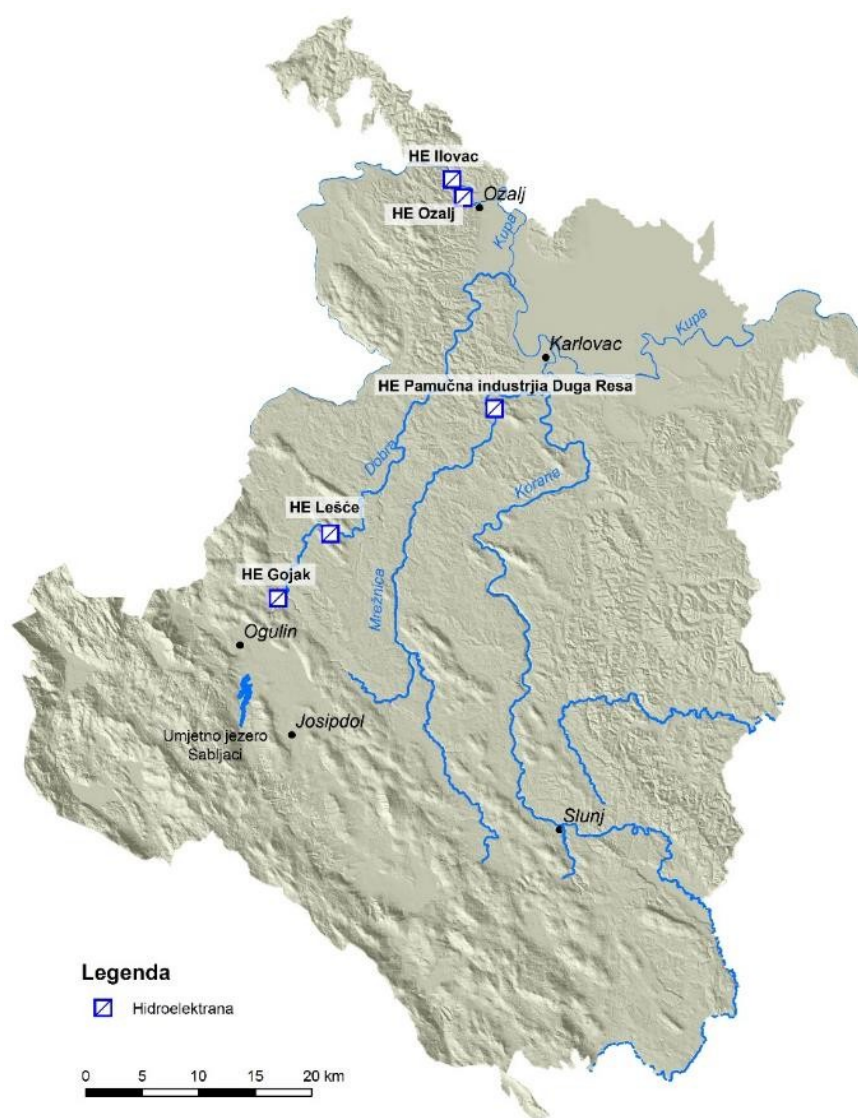 HE Ilovac
Ozalj
HE Ozalj
Kupa
Kupa
Karlovac
HE Pamučna industrjia Duga Resa
Dobra
Korana
HE Lešće
HE Gojak
Mrežnica
Ogulin
Umjetno jezero
Sabljaci
Josipdol
Slunj
Legenda
Hidroelektrana
0 5 10 15 20 km